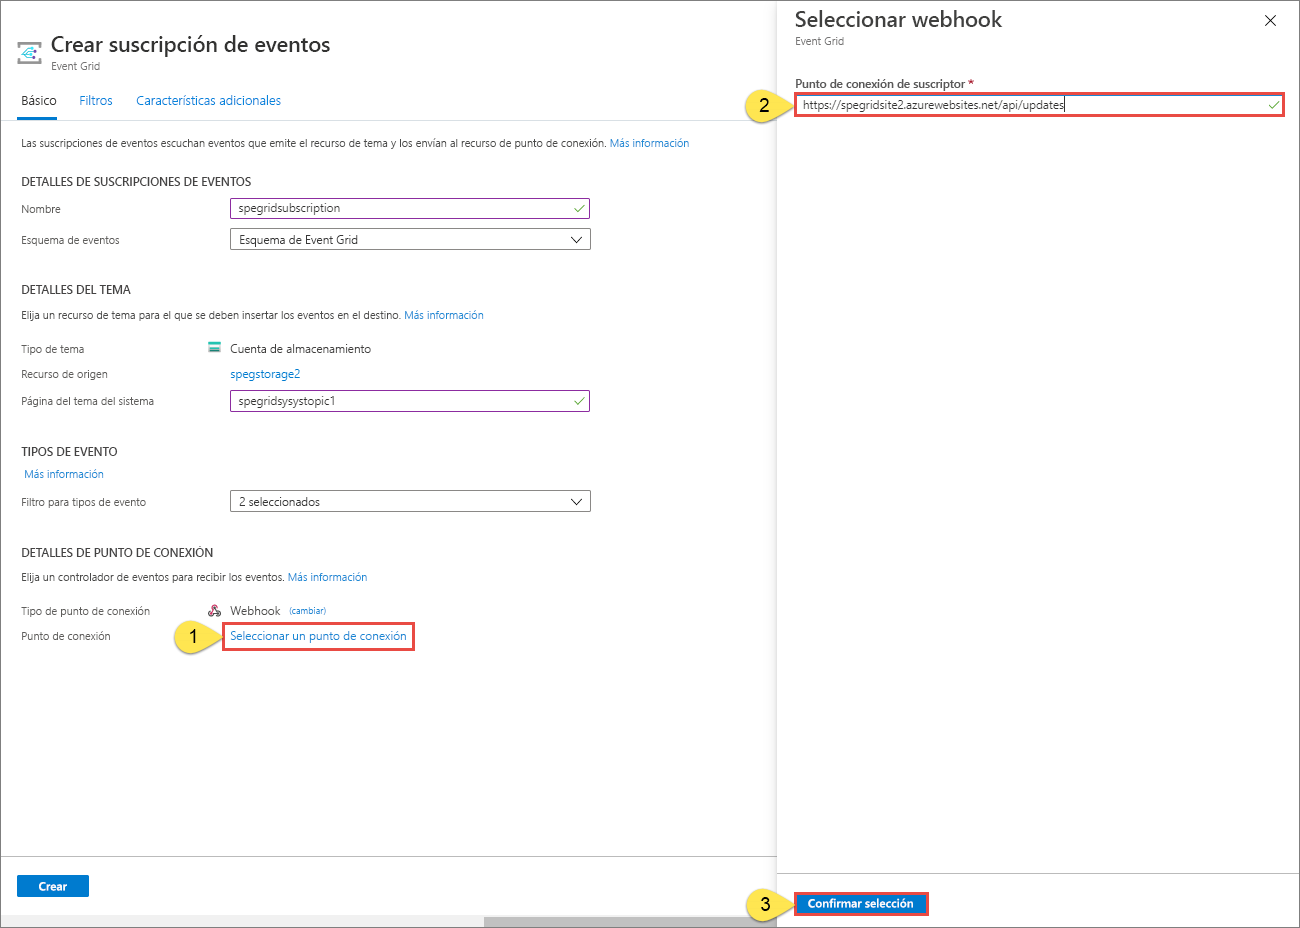 Crear suscripción de eventos
Event Grid
Básico Filtros Características adicionales
Las suscripciones de eventos escuchan eventos que emite el recurso de tema y los envían al recurso de punto de conexión. Más información
DETALLES DE SUSCRIPCIONES DE EVENTOS
Nombre spegridsubscription
Esquema de eventos Esquema de Event Grid
DETALLES DEL TEMA
Elija un recurso de tema para el que se deben insertar los eventos en el destino. Más información
Tipo de tema Cuenta de almacenamiento
Recurso de origen spegstorage2
Página del tema del sistema spegridsysystopic1
TIPOS DE EVENTO
Más información
Filtro para tipos de evento 2 seleccionados
DETALLES DE PUNTO DE CONEXIÓN
Elija un controlador de eventos para recibir los eventos. Más información
Tipo de punto de conexión Webhook (cambiar)
Punto de conexión 1 Seleccionar un punto de conexión
Crear
Seleccionar webhook
Event Grid
Punto de conexión de suscriptor *
2 https://spegridsite2.azurewebsites.net/api/updates
3 Confirmar selección